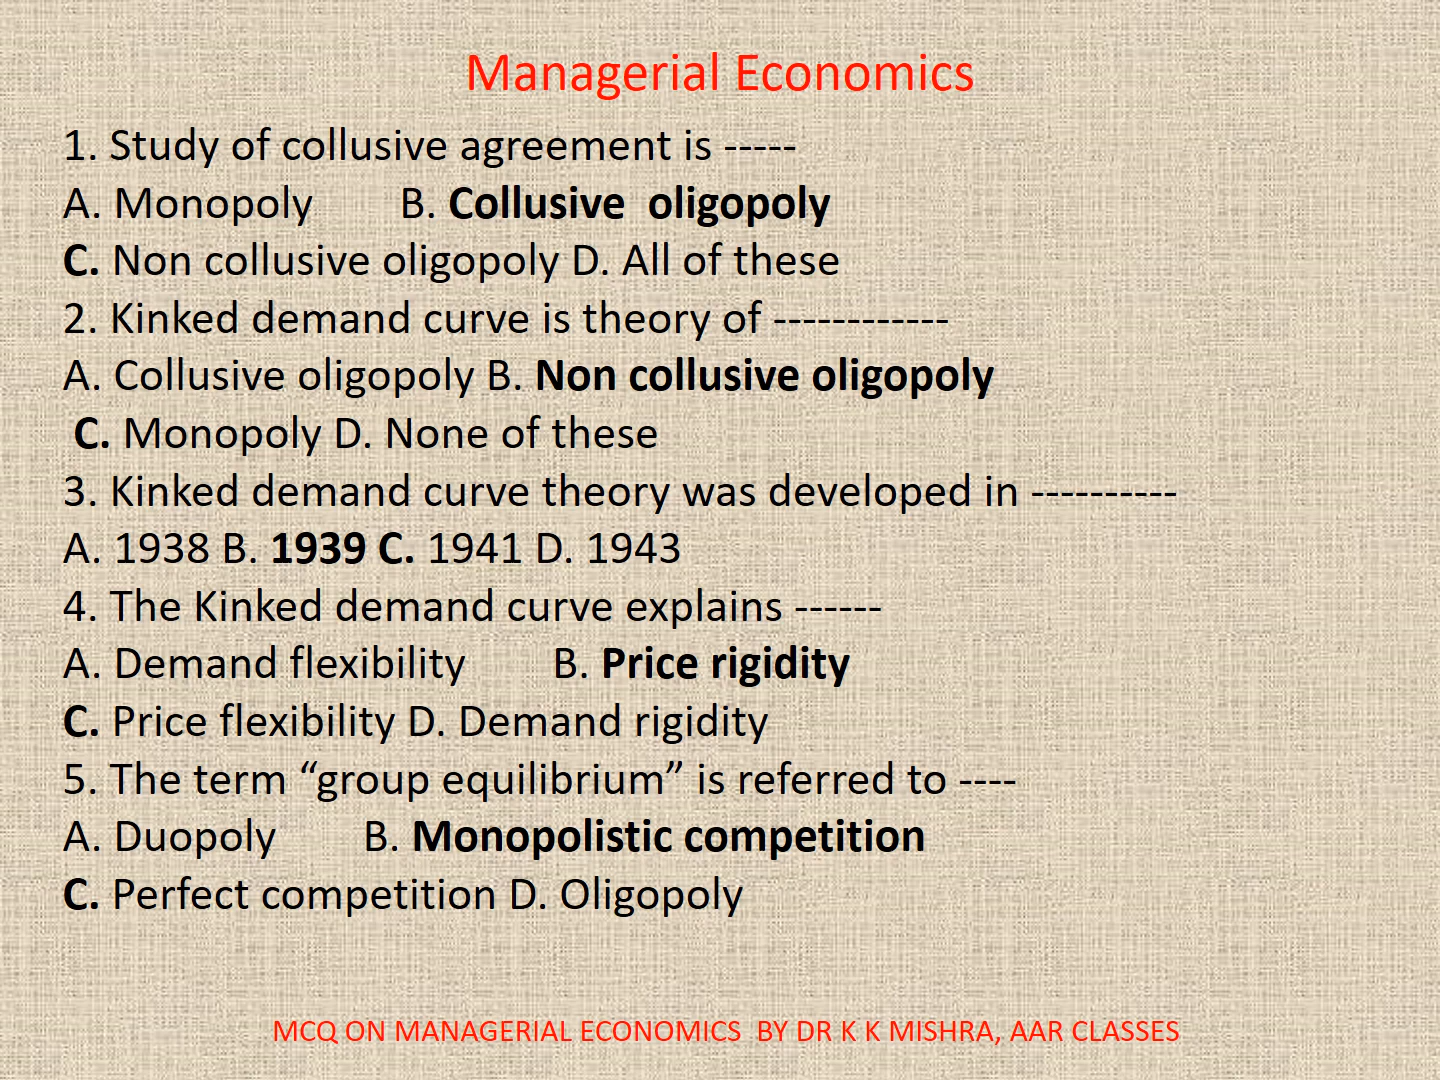 Managerial Economics
1. Study of collusive agreement is -----
A. Monopoly B. Collusive oligopoly
C. Non collusive oligopoly D. All of these
2. Kinked demand curve is theory of ------------
A. Collusive oligopoly B. Non collusive oligopoly
C. Monopoly D. None of these
3. Kinked demand curve theory was developed in ----------
A. 1938 B. 1939 C. 1941 D. 1943
4. The Kinked demand curve explains ------
A. Demand flexibility B. Price rigidity
C. Price flexibility D. Demand rigidity
5. The term “group equilibrium” is referred to ----
A. Duopoly B. Monopolistic competition
C. Perfect competition D. Oligopoly
MCQ ON MANAGERIAL ECONOMICS BY DR K K MISHRA, AAR CLASSES